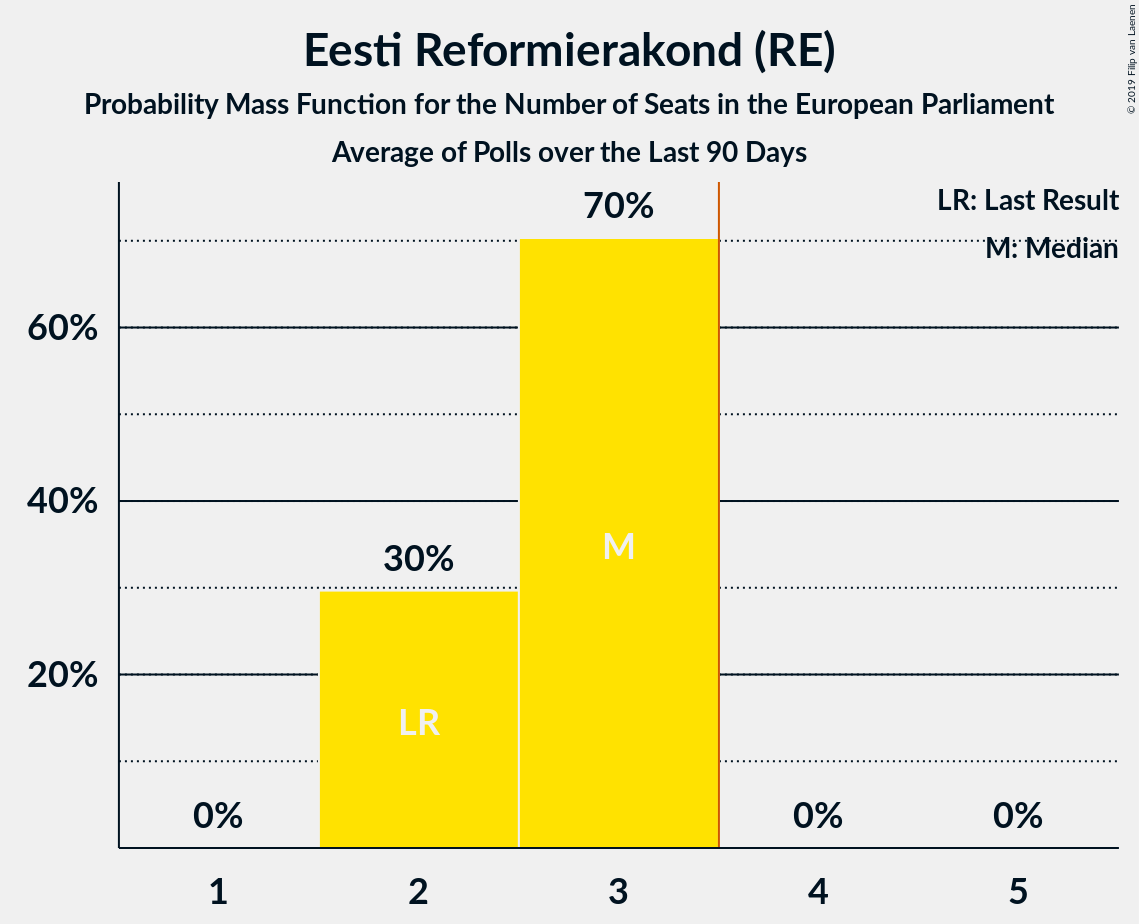 Eesti Reformierakond (RE)
Probability Mass Function for the Number of Seats in the European Parliament
Average of Polls over the Last 90 Days
© 2019 Filip van Laenen
LR: Last Result
M: Median
70%
60%
40%
30%
20%
M
LR
0%
0%
0%
1
2
3
4
5